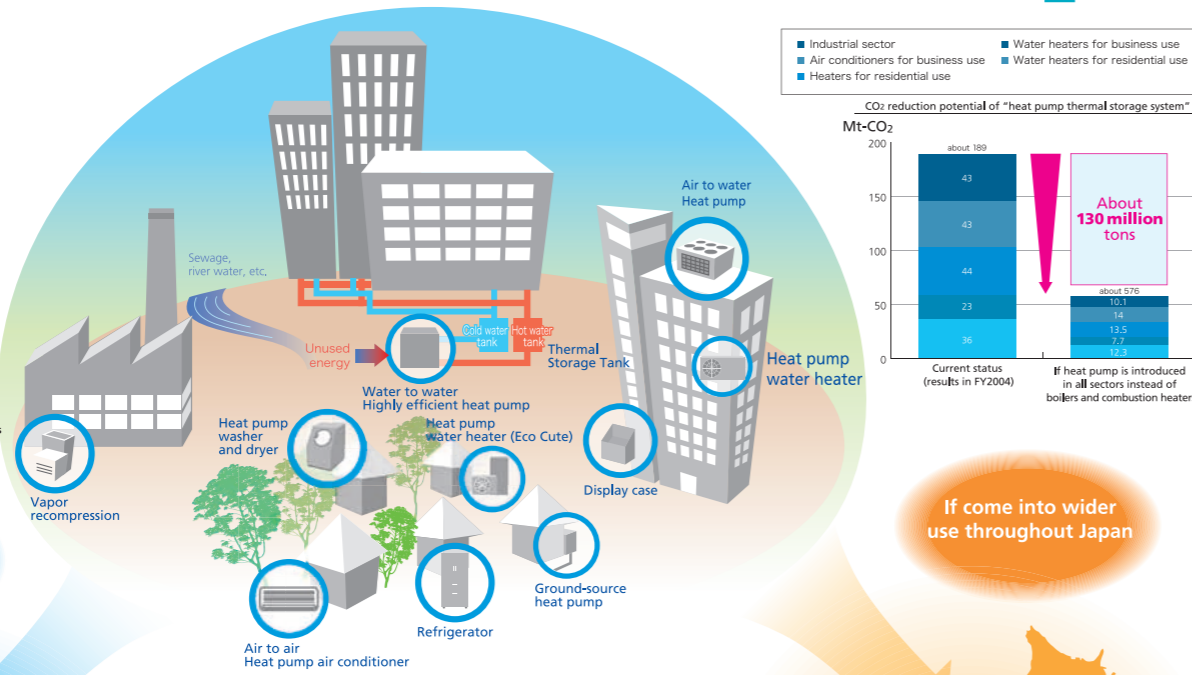 Industrial sector
Water heaters for business use
Air conditioners for business use
Water heaters for residential use
Heaters for residential use
CO2 reduction potential of "heat pump thermal storage system"
Mt-CO2
200
150
100
50
0
about 189
43
43
44
23
36
About
130 million
tons
about 576
10.1
14
13.5
7.7
12.3
Current status
(results in FY2004)
If heat pump is introduced
in all sectors instead of
boilers and combustion heater
Air to water
Heat pump
Sewage,
river water, etc.
Unused
energy
Cold water
tank
Hot water
tank
Thermal
Storage Tank
Heat pump
water heater
Water to water
Highly efficient heat pump
Heat pump
washer
and dryer
Heat pump
water heater (Eco Cute)
Display case
s
Vapor
recompression
Ground-source
heat pump
Refrigerator
Air to air
Heat pump air conditioner
If come into wider
use throughout Japan